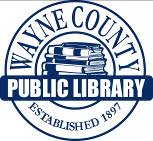 WAYNE COUNTY
PUBLIC LIBRARY
ESTABLISHED 1897